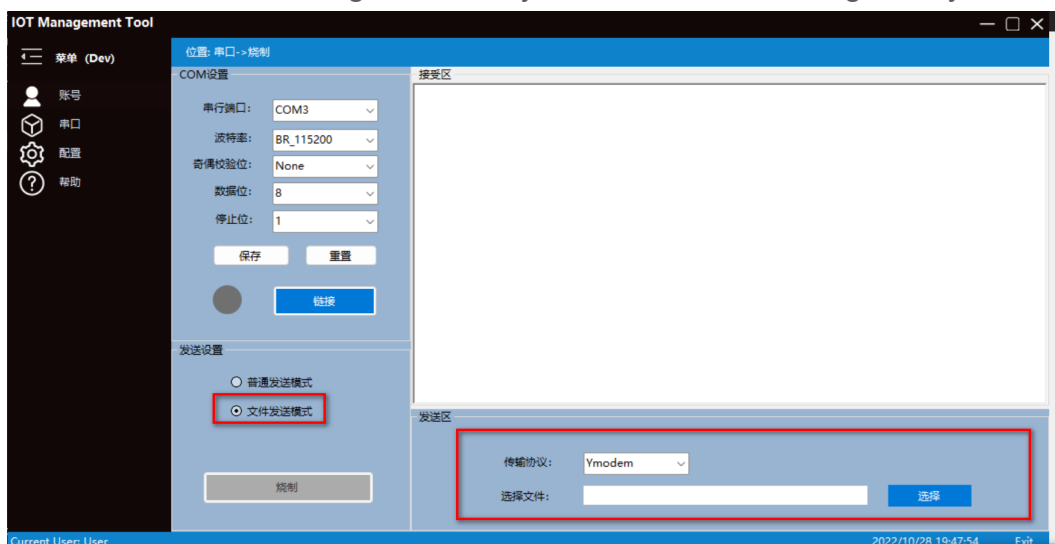 IOT Management Tool
菜单 (Dev)
账号
串口
配置
帮助
位置: 串口->烧制
COM设置
串行端口: COM3
波特率: BR_115200
奇偶校验位: None
数据位: 8
停止位: 1
保存 重置
链接
发送设置
普通发送模式
文件发送模式
烧制
接受区
发送区
传输协议: Ymodem
选择文件: 选择
Current User: User 2022/10/28 19:47:54 Exit